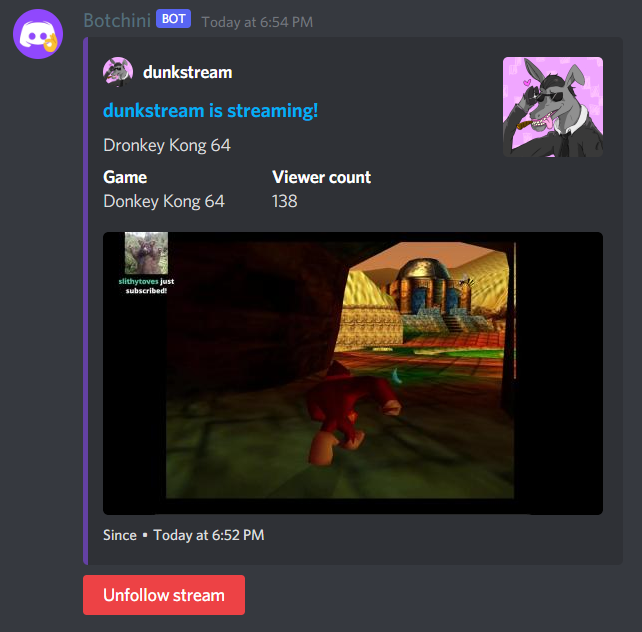 Botchini BOT Today at 6:54 PM
dunkstream
dunkstream is streaming!
Dronkey Kong 64
Game Viewer count
Donkey Kong 64 138
slithytoves just
subscribed!
Since • Today at 6:52 PM
Unfollow stream